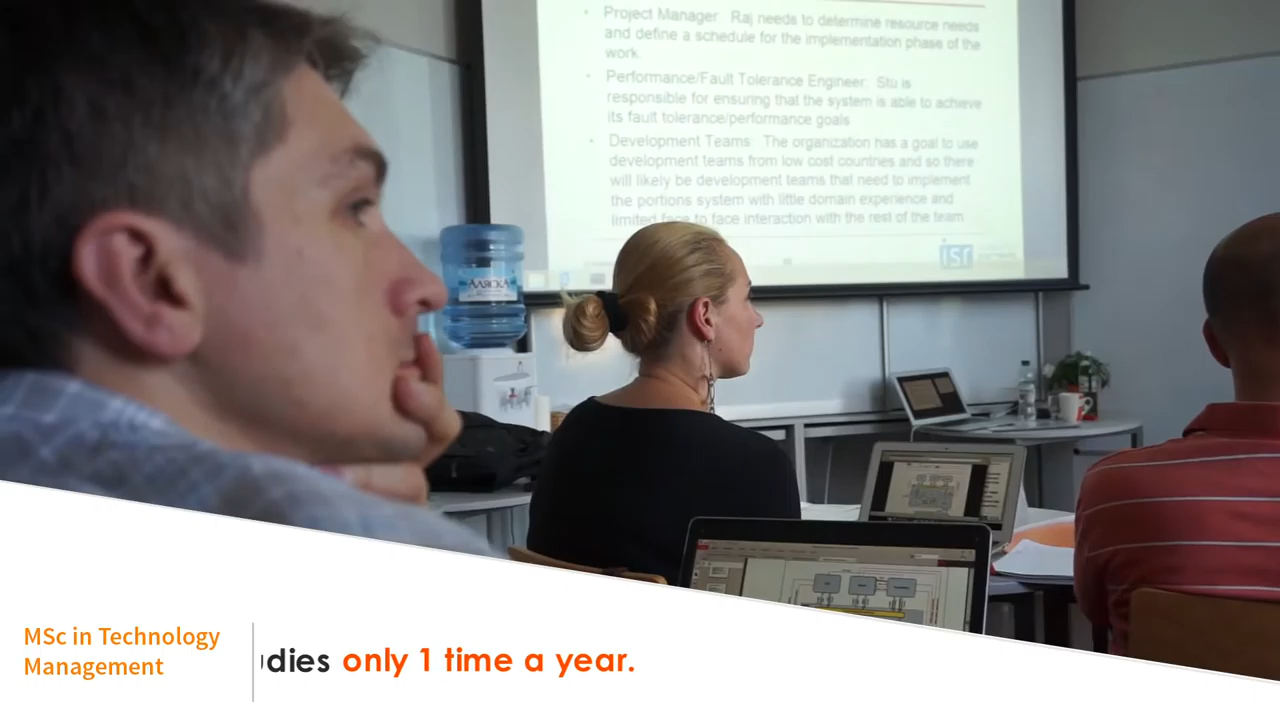 Project Manager: Raj needs to determine resource needs
and define a schedule for the implementation phase of the
work.
Performance/Fault Tolerance Engineer: Stu is
responsible for ensuring that the system is able to achieve
its fault tolerance/performance goals
Development Teams: The organization has a goal to use
development teams from low cost countries and so there
will likely be development teams that need to implement
the portions system with little domain experience and
limited face to face interaction with the rest of the team
isr
АЛЯСКА
MSc in Technology
Management
udies only 1 time a year.